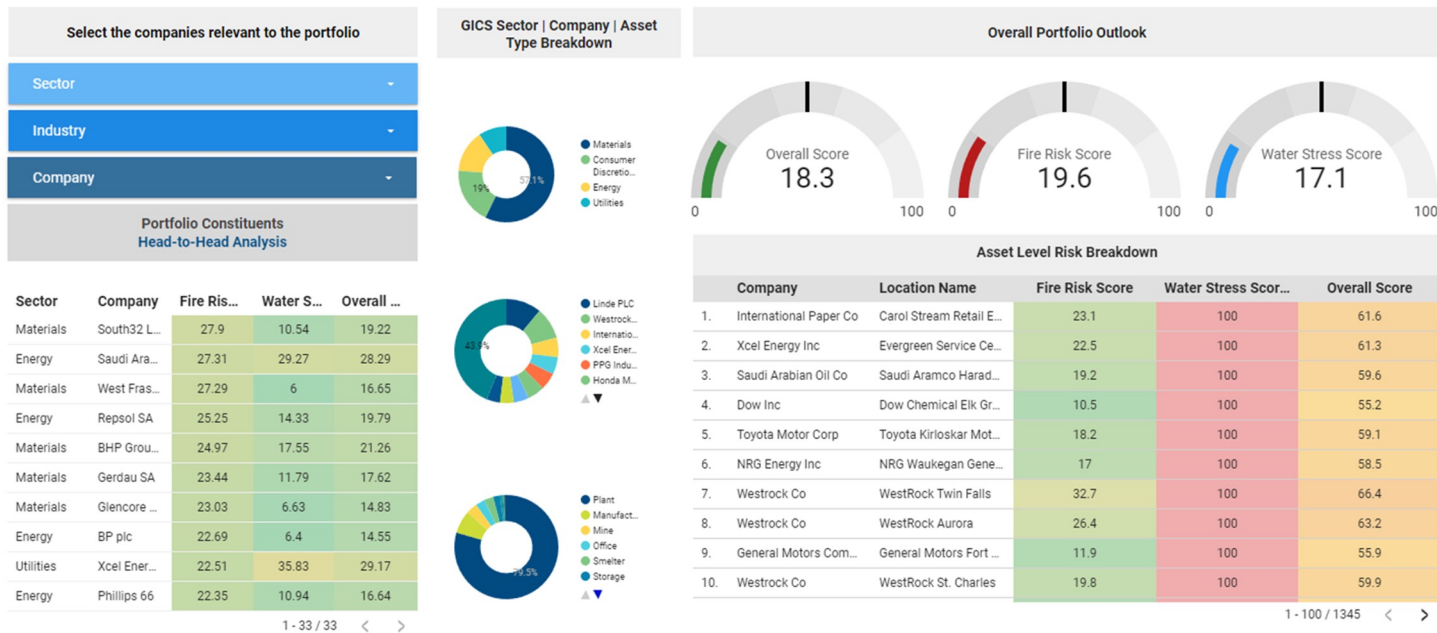 Select the companies relevant to the portfolio
Sector
Industry
Company
Portfolio Constituents
Head-to-Head Analysis
Sector Company Fire Ris... Water S... Overall ...
Materials South32 L... 27.9 10.54 19.22
Energy Saudi Ara... 27.31 29.27 28.29
Materials West Fras... 27.29 6 16.65
Energy Repsol SA 25.25 14.33 19.79
Materials BHP Grou... 24.97 17.55 21.26
Materials Gerdau SA 23.44 11.79 17.62
Materials Glencore ... 23.03 6.63 14.83
Energy BP plc 22.69 6.4 14.55
Utilities Xcel Ener... 22.51 35.83 29.17
Energy Phillips 66 22.35 10.94 16.64
1 - 33 / 33
GICS Sector | Company | Asset
Type Breakdown
57.1%
19%
Materials
Consumer
Discretio...
Energy
Utilities
43.9%
Linde PLC
Westrock...
Internatio...
Xcel Ener...
PPG Indu...
Honda M...
79.5%
Plant
Manufact...
Mine
Office
Smelter
Storage
Overall Portfolio Outlook
Overall Score
18.3
0 100
Fire Risk Score
19.6
0 100
Water Stress Score
17.1
0 100
Asset Level Risk Breakdown
Company Location Name Fire Risk Score Water Stress Scor... Overall Score
1. International Paper Co Carol Stream Retail E... 23.1 100 61.6
2. Xcel Energy Inc Evergreen Service Ce... 22.5 100 61.3
3. Saudi Arabian Oil Co Saudi Aramco Harad... 19.2 100 59.6
4. Dow Inc Dow Chemical Elk Gr... 10.5 100 55.2
5. Toyota Motor Corp Toyota Kirloskar Mot... 18.2 100 59.1
6. NRG Energy Inc NRG Waukegan Gene... 17 100 58.5
7. Westrock Co WestRock Twin Falls 32.7 100 66.4
8. Westrock Co WestRock Aurora 26.4 100 63.2
9. General Motors Com... General Motors Fort ... 11.9 100 55.9
10. Westrock Co WestRock St. Charles 19.8 100 59.9
1 - 100 / 1345